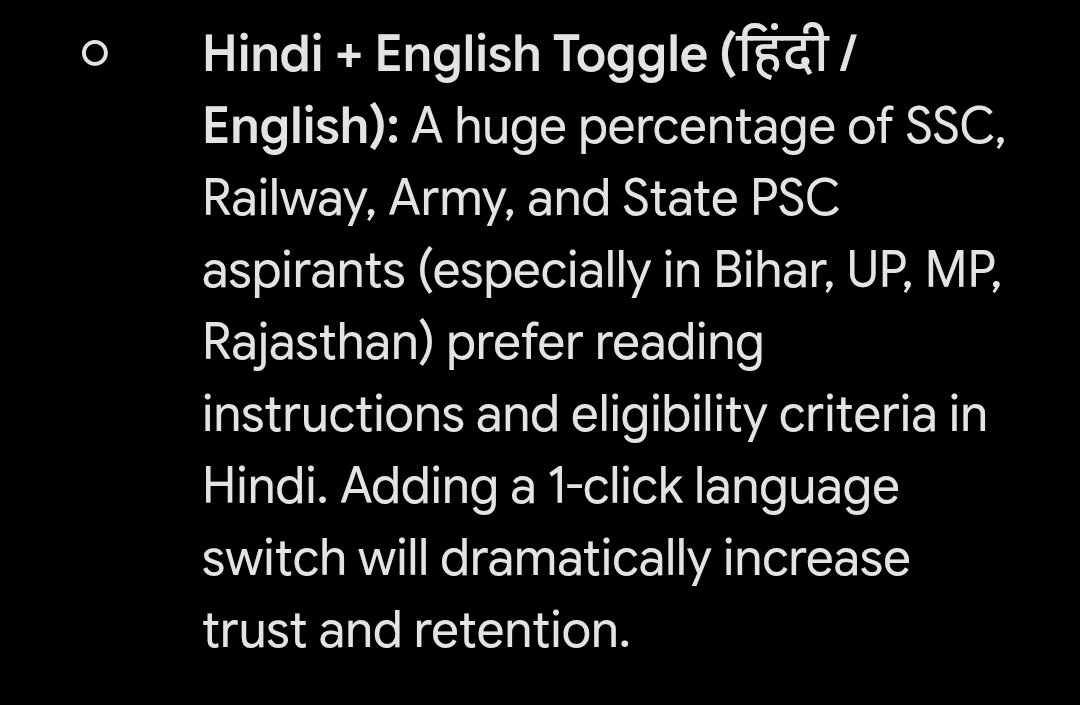 Hindi + English Toggle (हिंदी /
English): A huge percentage of SSC,
Railway, Army, and State PSC
aspirants (especially in Bihar, UP, MP,
Rajasthan) prefer reading
instructions and eligibility criteria in
Hindi. Adding a 1-click language
switch will dramatically increase
trust and retention.